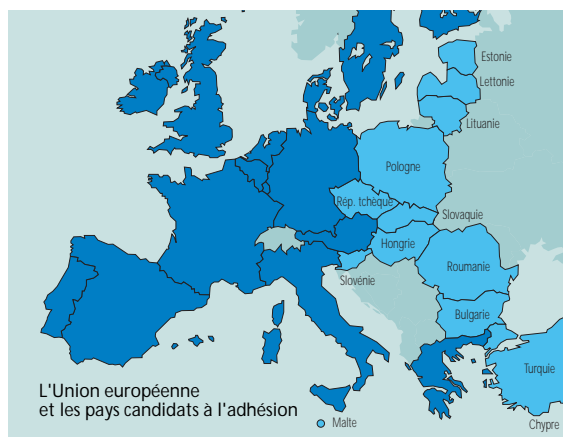 Estonie
Lettonie
Lituanie
Pologne
Rép. tchèque
Slovaquie
Hongrie
Roumanie
Slovénie
Bulgarie
Turquie
L'Union européenne
et les pays candidats à l'adhésion
Malte
Chypre